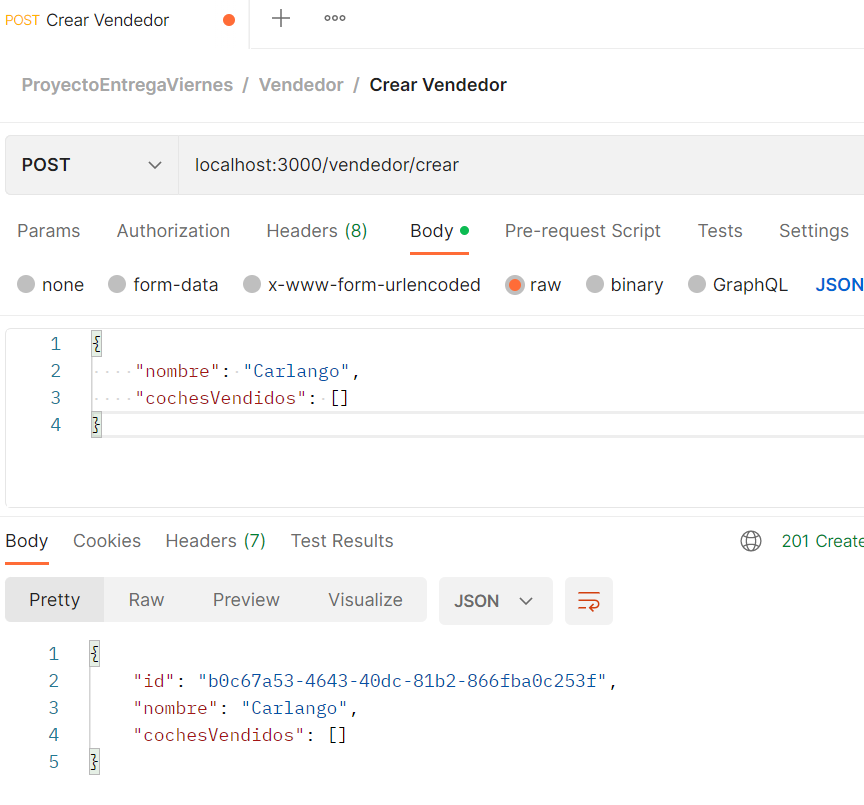 POST Crear Vendedor
ProyectoEntregaViernes / Vendedor / Crear Vendedor
POST localhost:3000/vendedor/crear
Params Authorization Headers (8) Body Pre-request Script Tests Settings
none form-data x-www-form-urlencoded raw binary GraphQL JSON
1 {
2 "nombre": "Carlango",
3 "cochesVendidos": []
4 }
Body Cookies Headers (7) Test Results 201 Create
Pretty Raw Preview Visualize JSON
1 {
2 "id": "b0c67a53-4643-40dc-81b2-866fba0c253f",
3 "nombre": "Carlango",
4 "cochesVendidos": []
5 }